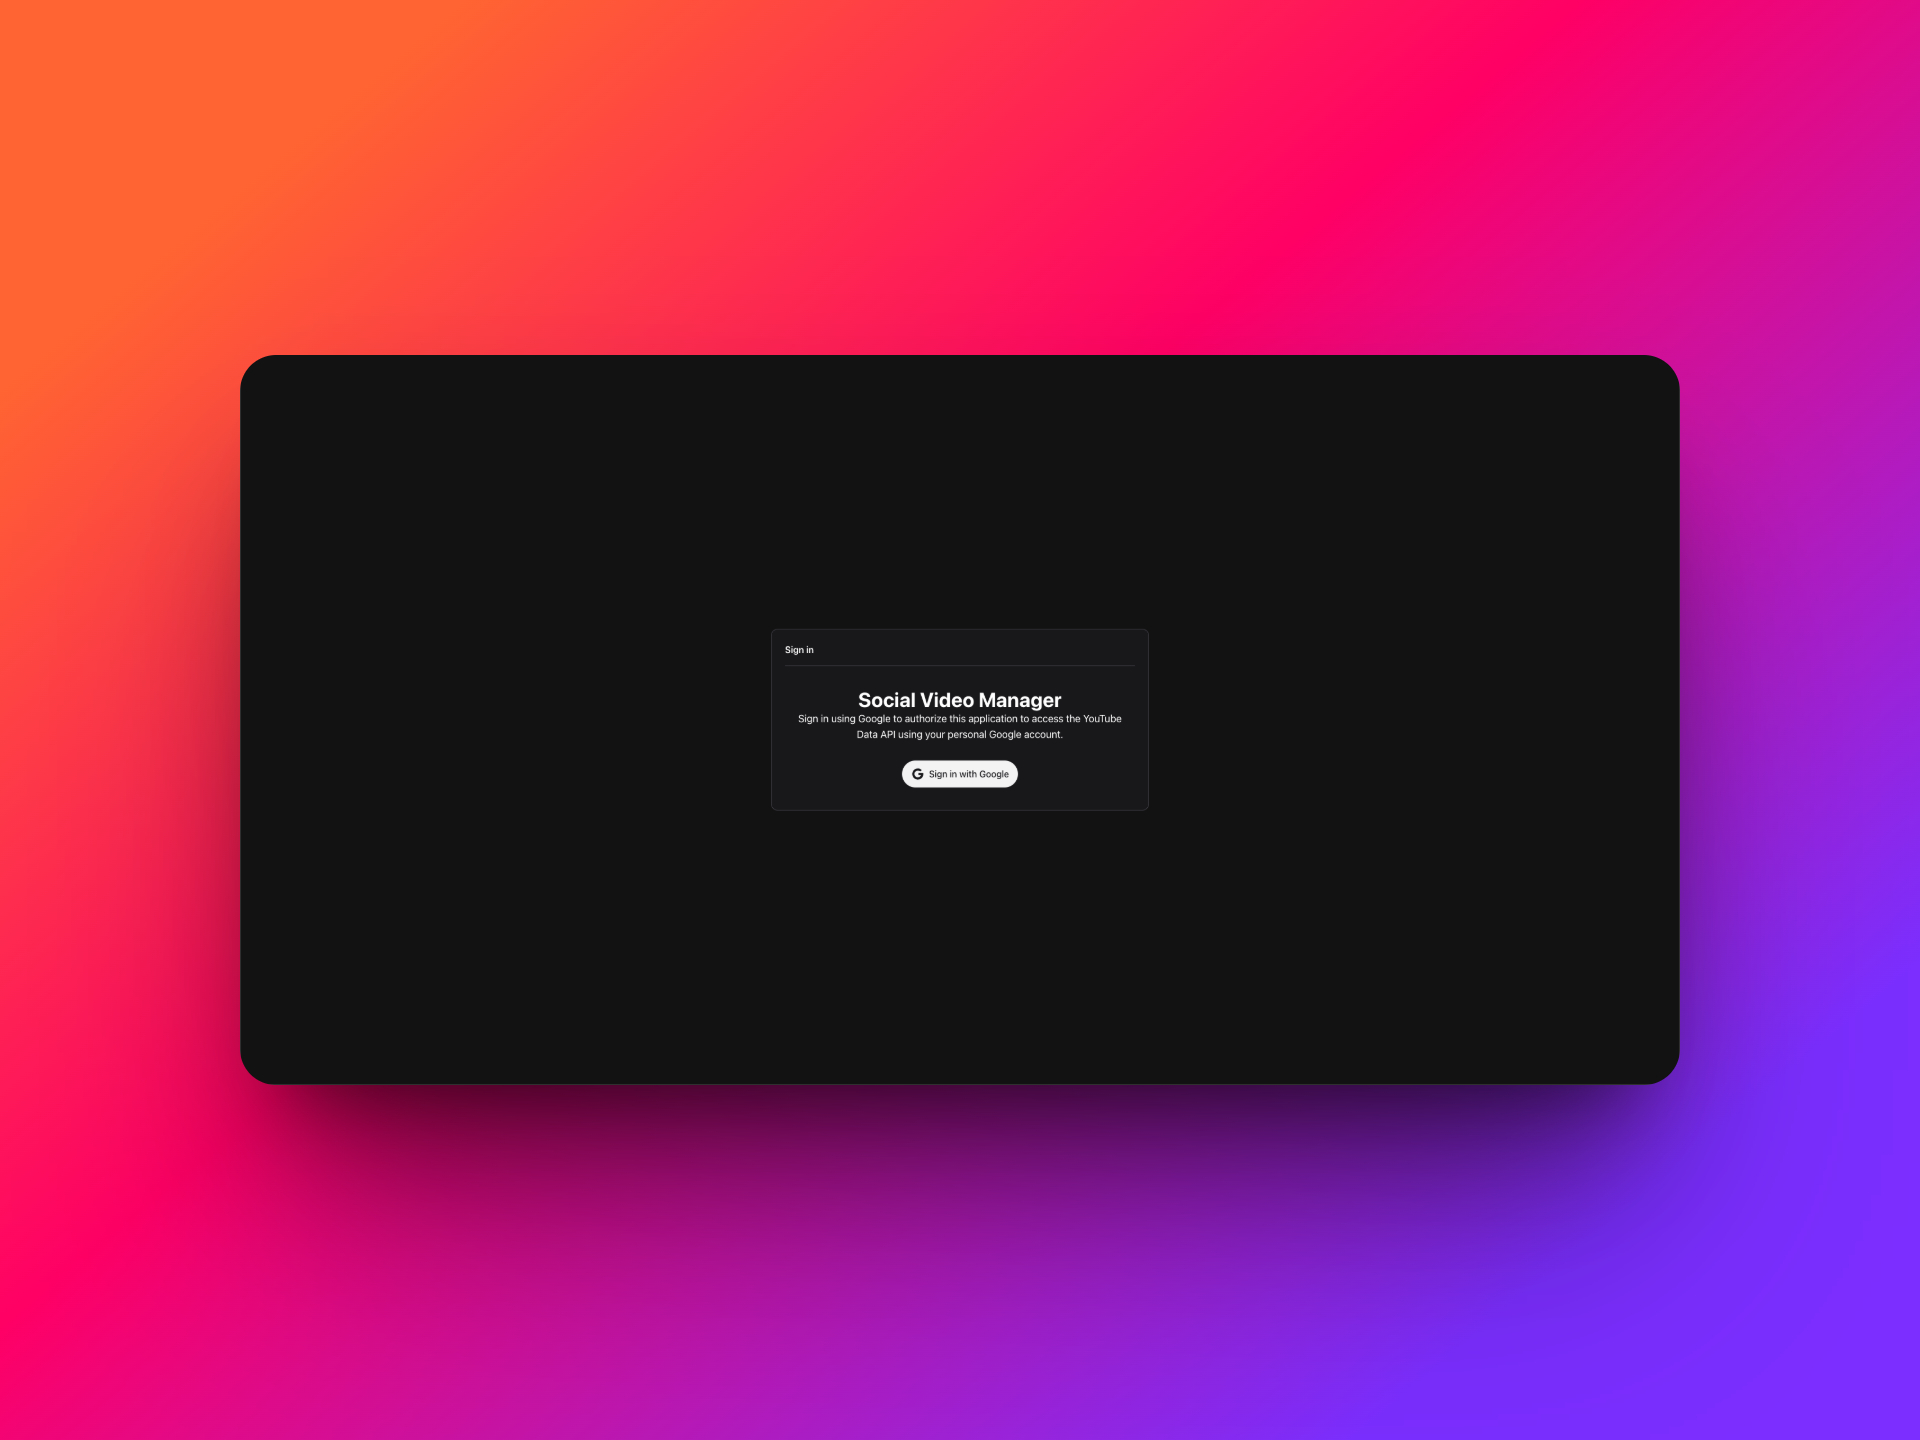 Sign in
Social Video Manager
Sign in using Google to authorize this application to access the YouTube
Data API using your personal Google account.
Sign in with Google